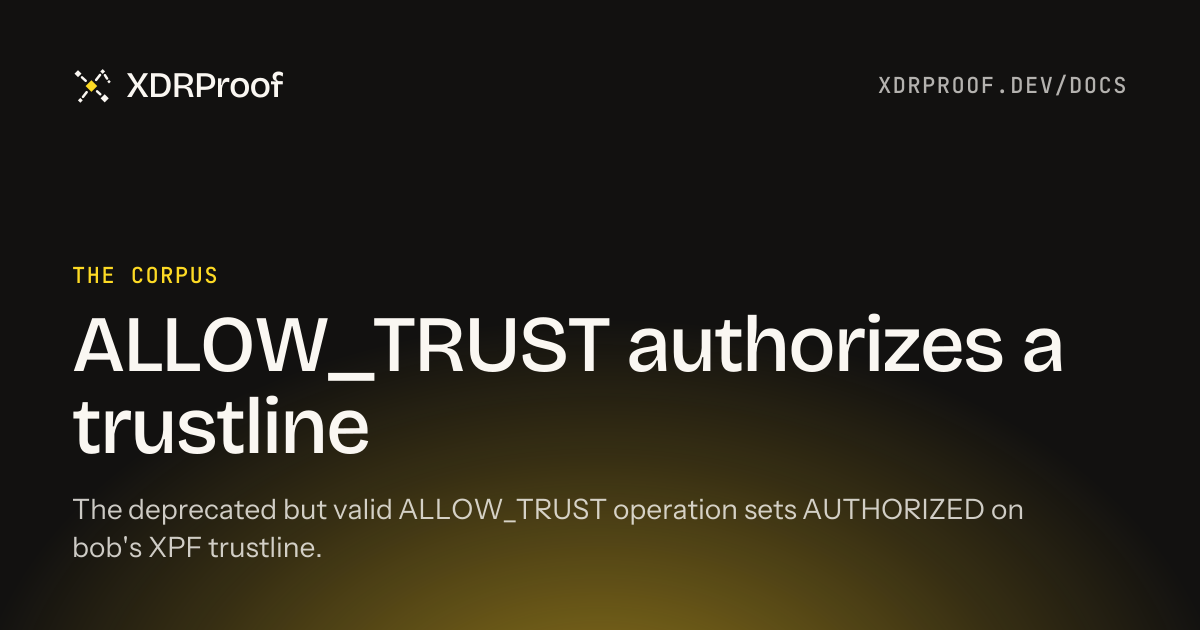 XDRProof
XDRPROOF.DEV/DOCS
THE CORPUS
ALLOW_TRUST authorizes a
trustline
The deprecated but valid ALLOW_TRUST operation sets AUTHORIZED on
bob's XPF trustline.